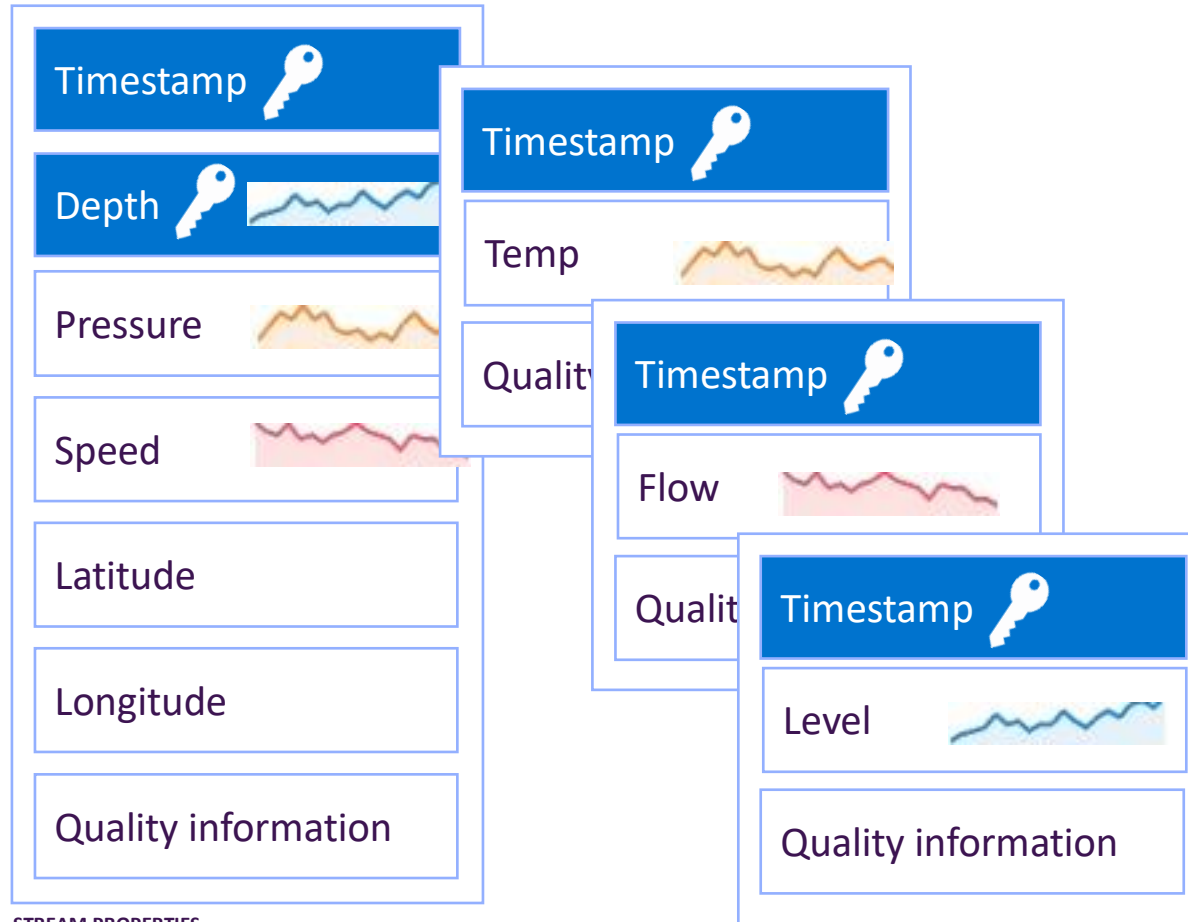 Timestamp
Depth
Pressure
Speed
Latitude
Longitude
Quality information
Timestamp
Temp
Timestamp
Flow
Timestamp
Level
Quality information